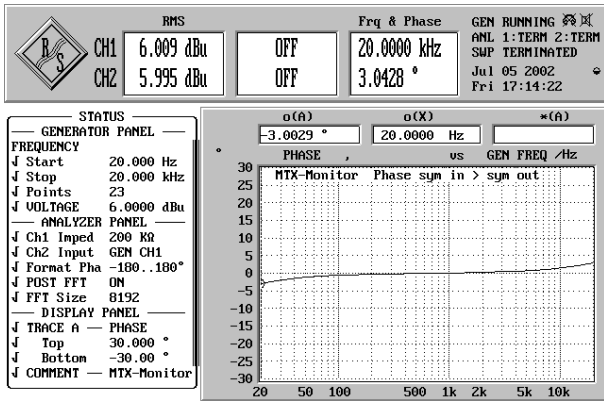 RMS
Frq & Phase
R S
CH1 6.009 dBu OFF 20.0000 kHz
CH2 5.995 dBu OFF 3.0428 °
GEN RUNNING
ANL 1:TERM 2:TERM
SWP TERMINATED
Jul 05 2002
Fri 17:14:22
STATUS
GENERATOR PANEL
FREQUENCY
√ Start 20.000 Hz
√ Stop 20.000 kHz
√ Points 23
√ VOLTAGE 6.0000 dBu
ANALYZER PANEL
√ Ch1 Imped 200 KΩ
√ Ch2 Input GEN CH1
√ Format Pha -180..180°
√ POST FFT ON
√ FFT Size 8192
DISPLAY PANEL
√ TRACE A — PHASE
√ Top 30.000 °
√ Bottom -30.00 °
√ COMMENT — MTX-Monitor
o(A) o(X) *(A)
-3.0029 ° 20.0000 Hz
° PHASE , vs GEN FREQ /Hz
MTX-Monitor Phase sym in > sym out
30
25
20
15
10
5
0
-5
-10
-15
-20
-25
-30
20 50 100 500 1k 2k 5k 10k